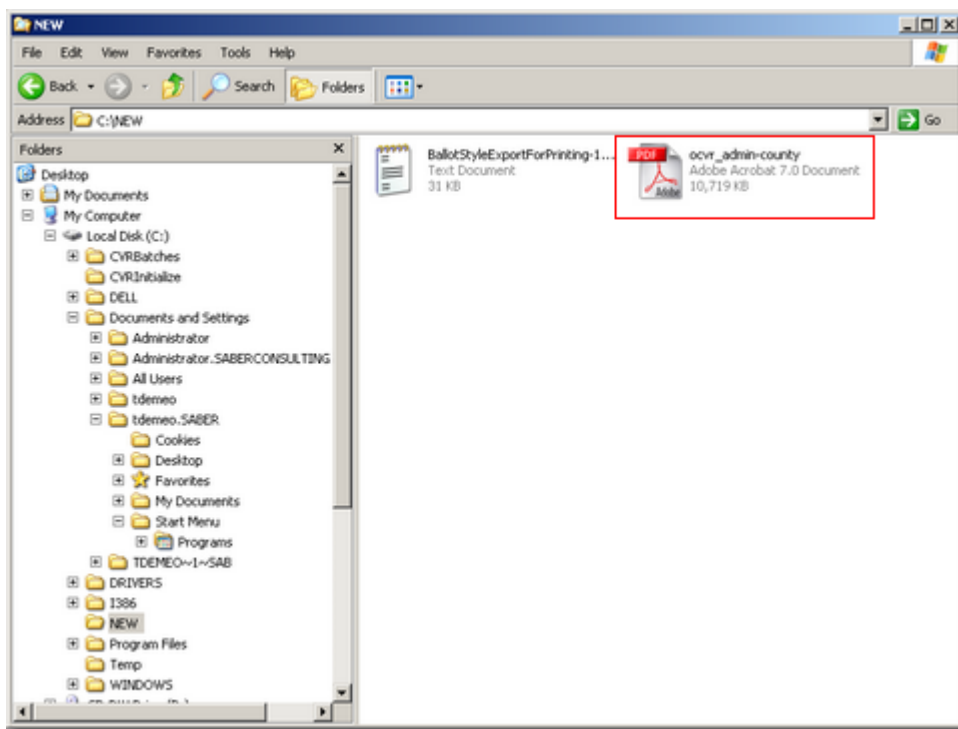 NEW
File Edit View Favorites Tools Help
Back Search Folders
Address C:\NEW Go
Folders
Desktop
My Documents
My Computer
Local Disk (C:)
CVRBatches
CVRInitialize
DELL
Documents and Settings
Administrator
Administrator.SABERCONSULTING
All Users
tdemeo
tdemeo.SABER
Cookies
Desktop
Favorites
My Documents
Start Menu
Programs
TDEMEO~1~SAB
DRIVERS
I386
NEW
Program Files
Temp
WINDOWS
BallotStyleExportForPrinting-1...
Text Document
31 KB
PDF
Adobe
ocvr_admin-county
Adobe Acrobat 7.0 Document
10,719 KB